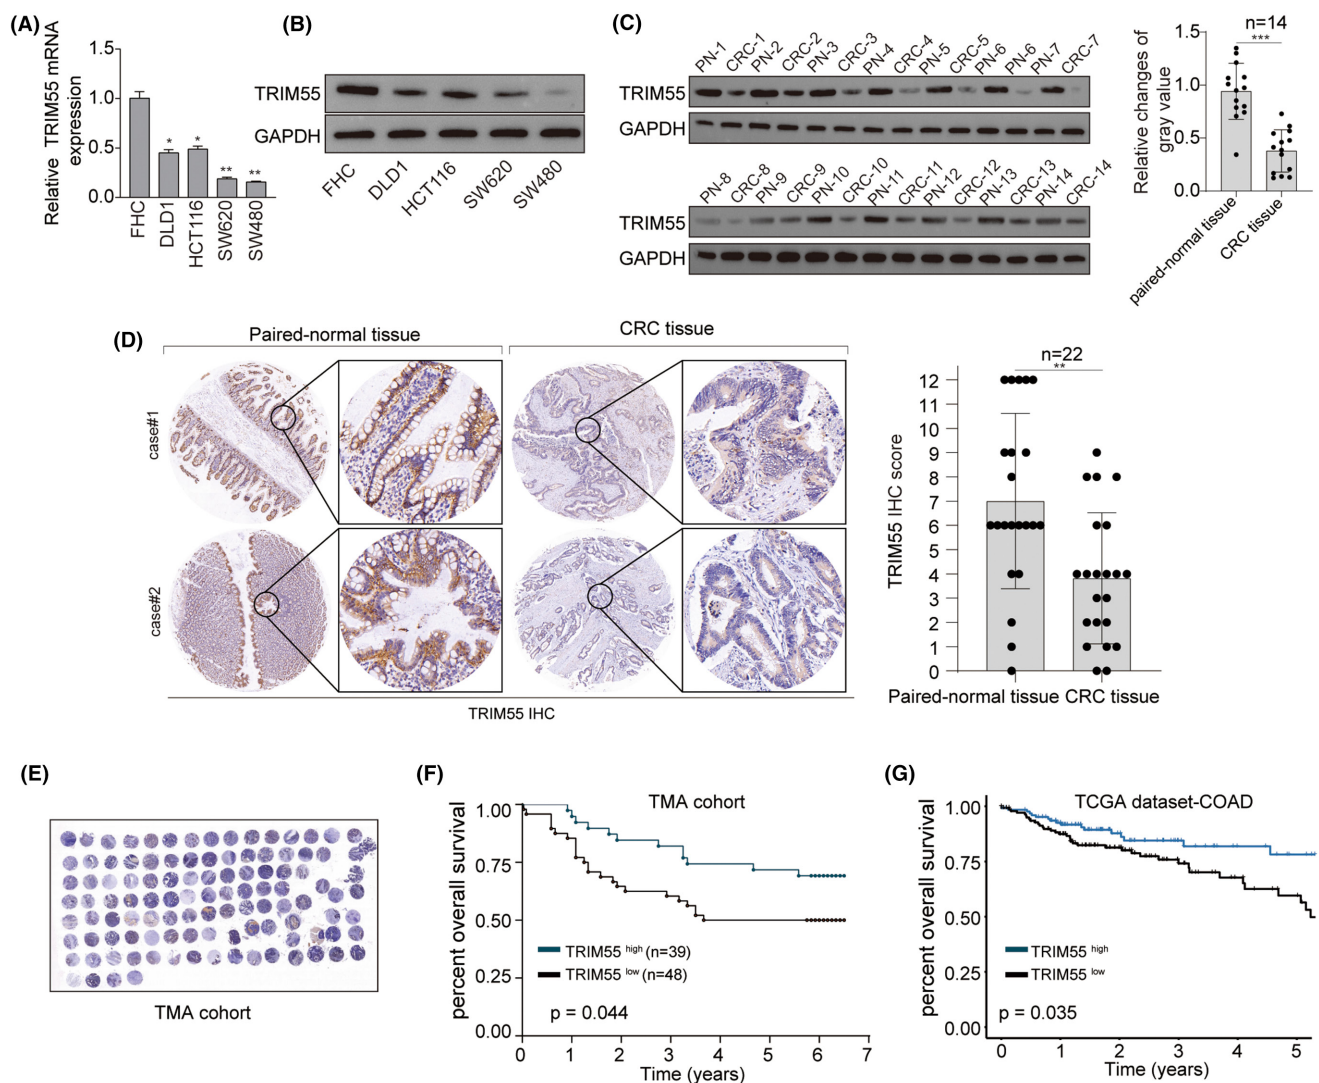 (A)
Relative TRIM55 mRNA
expression
1.5
1.0
0.5
0.0
*
*
**
**
FHC
DLD1
HCT116
SW620
SW480
(B)
TRIM55
GAPDH
FHC
DLD1
HCT116
SW620
SW480
(C)
PN-1
CRC-1
PN-2
CRC-2
PN-3
CRC-3
PN-4
CRC-4
PN-5
CRC-5
PN-6
PN-6
PN-7
CRC-7
TRIM55
GAPDH
PN-8
CRC-8
PN-9
CRC-9
PN-10
CRC-10
PN-11
CRC-11
PN-12
CRC-12
PN-13
CRC-13
PN-14
CRC-14
TRIM55
GAPDH
Relative changes of
gray value
n=14
***
1.5
1.0
0.5
0.0
paired-normal tissue
CRC tissue
(D)
Paired-normal tissue
CRC tissue
case#1
case#2
TRIM55 IHC
TRIM55 IHC score
n=22
**
12
13
10
9
8
7
6
5
4
3
2
1
0
Paired-normal tissue CRC tissue
(E)
TMA cohort
(F)
TMA cohort
percent overall survival
1.00
0.75
0.50
0.25
0.00
TRIM55 high (n=39)
TRIM55 low (n=48)
p = 0.044
0 1 2 3 4 5 6 7
Time (years)
(G)
TCGA dataset-COAD
percent overall survival
1.00
0.75
0.50
0.25
0.00
TRIM55 high
TRIM55 low
p = 0.035
0 1 2 3 4 5
Time (years)